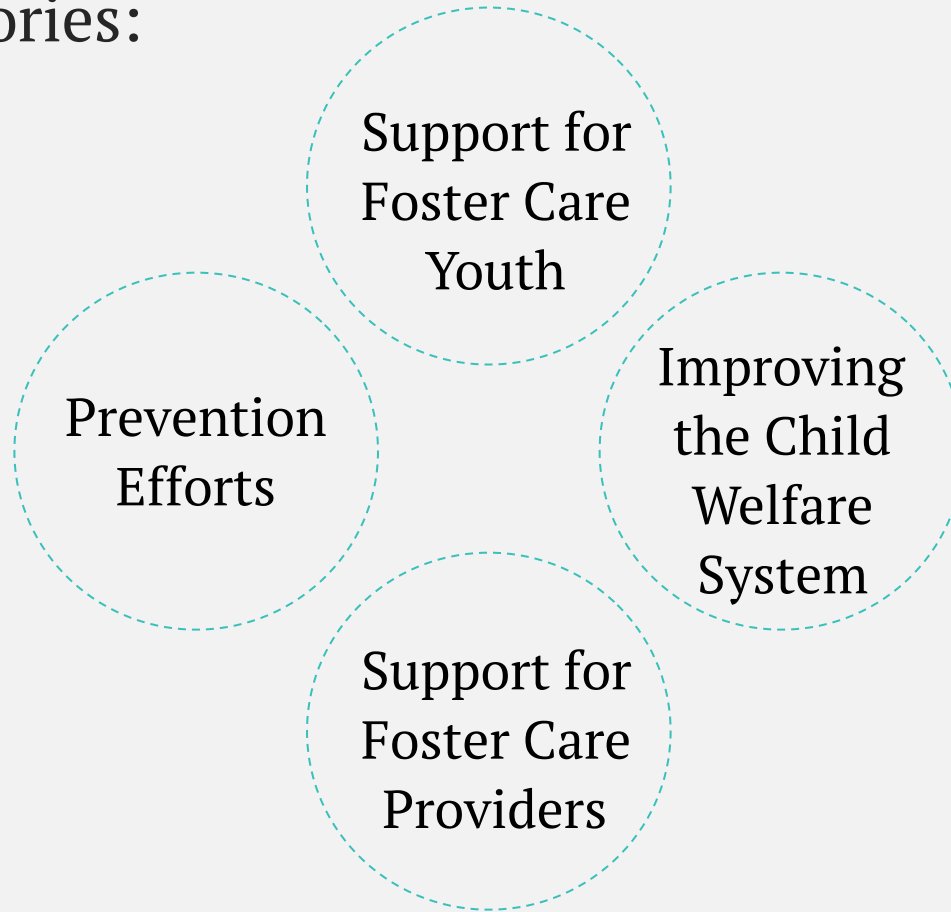 ories:
Support for
Foster Care
Youth
Prevention
Efforts
Improving
the Child
Welfare
System
Support for
Foster Care
Providers